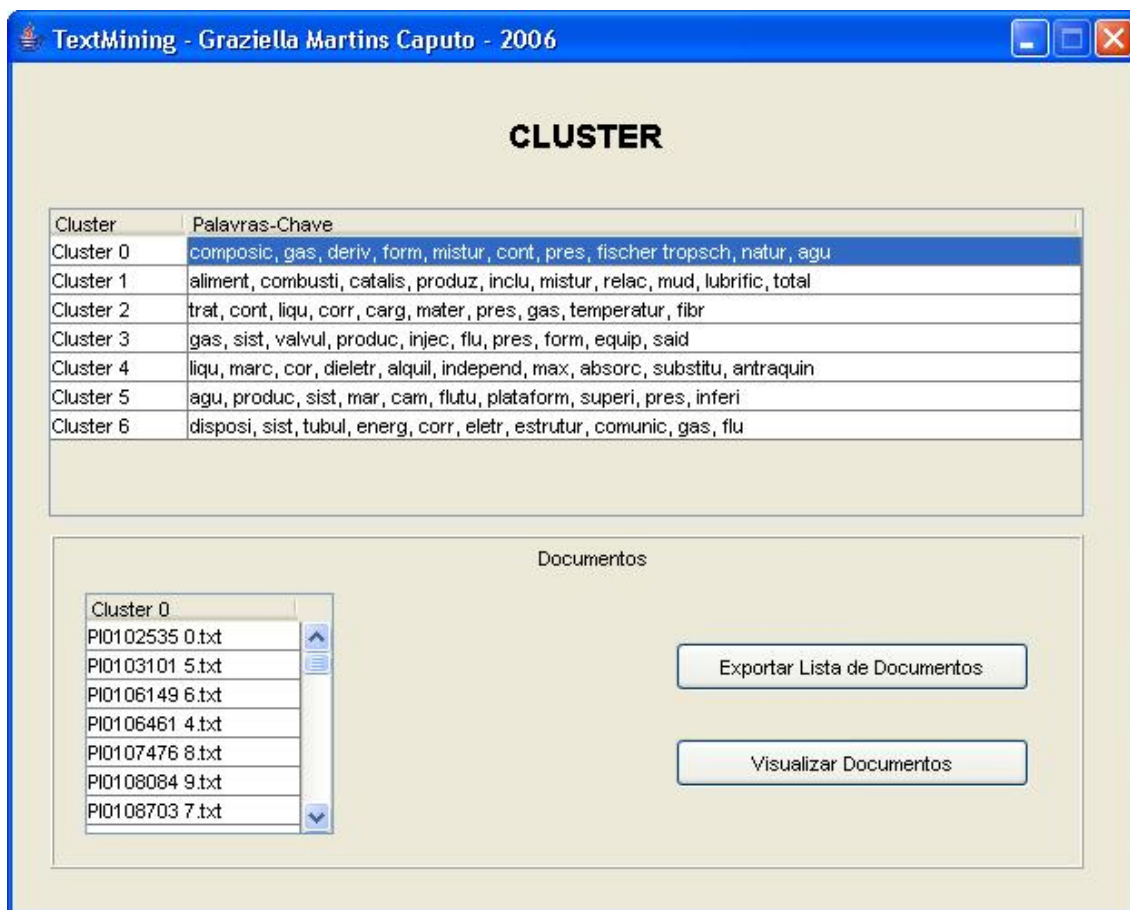 TextMining - Graziella Martins Caputo - 2006
CLUSTER
Cluster Palavras-Chave
Cluster 0 composic, gas, deriv, form, mistur, cont, pres, fischer tropsch, natur, agu
Cluster 1 aliment, combusti, catalis, produz, inclu, mistur, relac, mud, lubrific, total
Cluster 2 trat, cont, liqu, corr, carg, mater, pres, gas, temperatur, fibr
Cluster 3 gas, sist, valvul, produc, injec, flu, pres, form, equip, said
Cluster 4 liqu, marc, cor, dieletr, alquil, independ, max, absorc, substitu, antraquin
Cluster 5 agu, produc, sist, mar, cam, flutu, plataform, superi, pres, inferi
Cluster 6 disposi, sist, tubul, energ, corr, eletr, estrutur, comunic, gas, flu
Documentos
Cluster 0
PI0102535 0.txt
PI0103101 5.txt
PI0106149 6.txt
PI0106461 4.txt
PI0107476 8.txt
PI0108084 9.txt
PI0108703 7.txt
Exportar Lista de Documentos
Visualizar Documentos